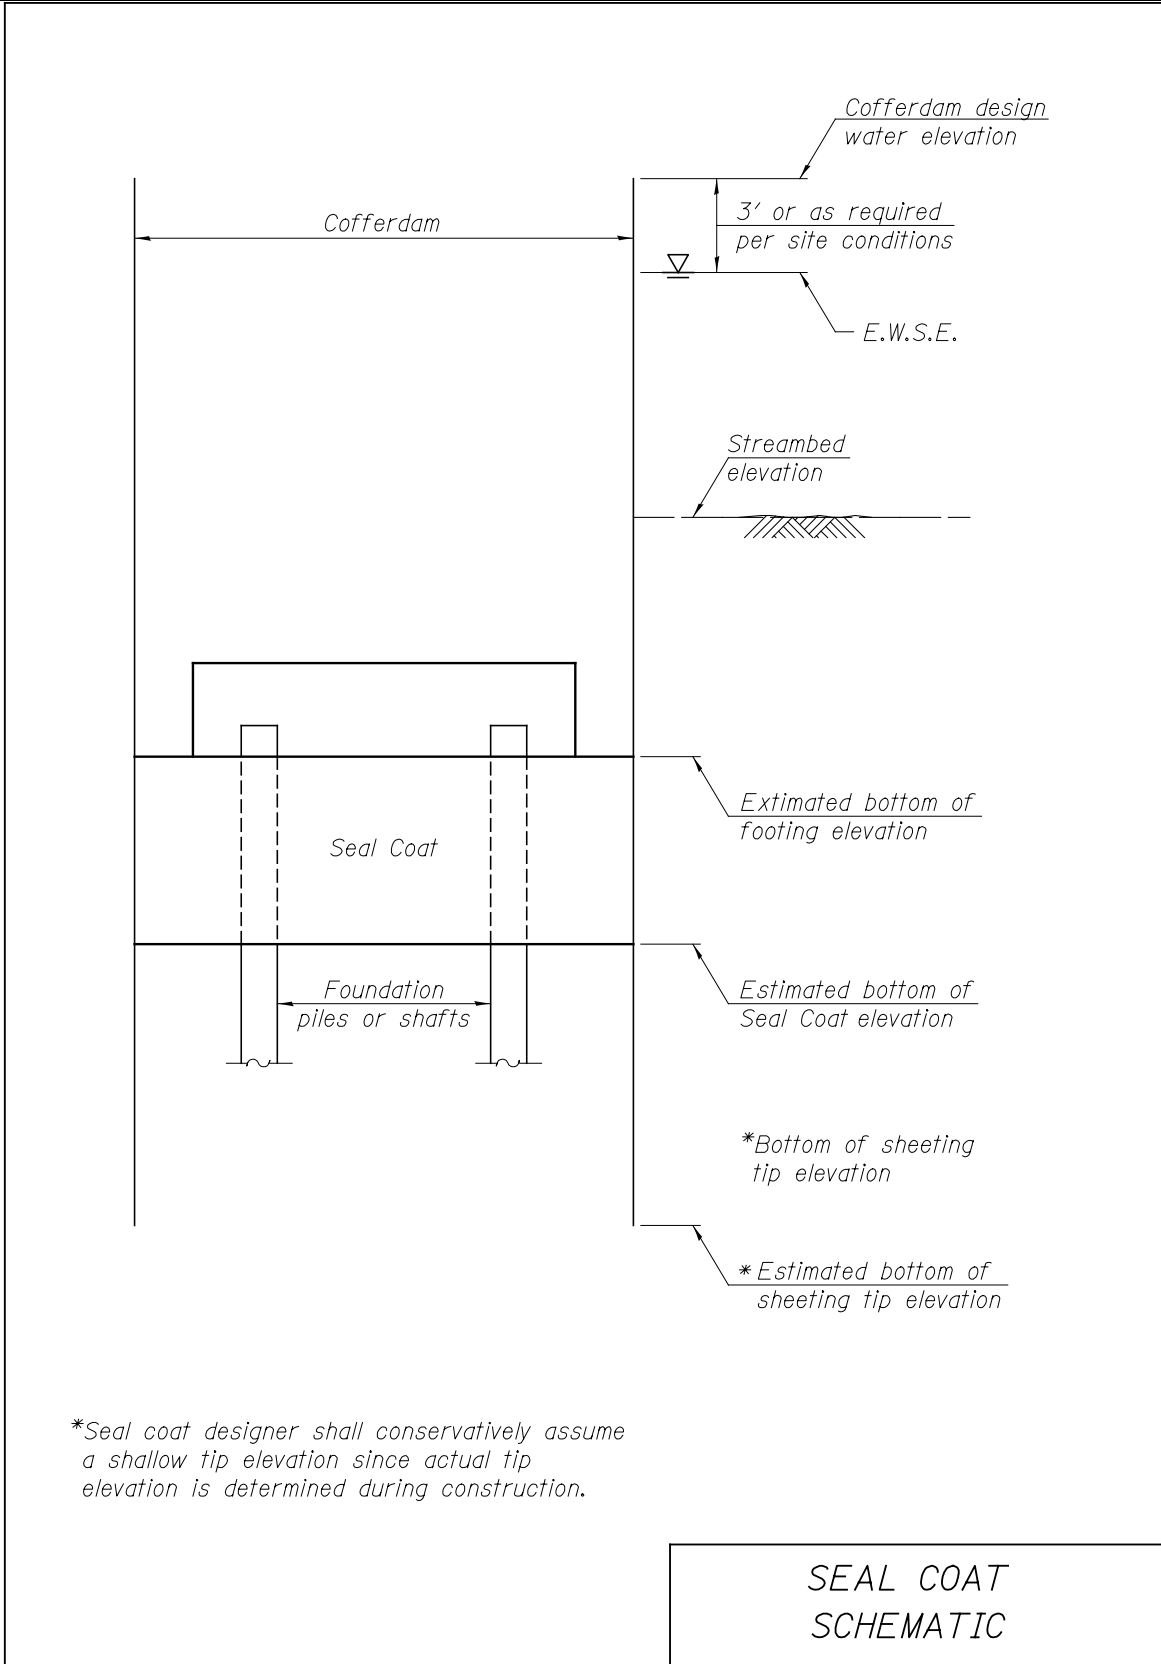 Cofferdam design
water elevation
Cofferdam
3' or as required
per site conditions
E.W.S.E.
Streambed
elevation
Extimated bottom of
footing elevation
Seal Coat
Foundation
piles or shafts
Estimated bottom of
Seal Coat elevation
*Bottom of sheeting
tip elevation
* Estimated bottom of
sheeting tip elevation
*Seal coat designer shall conservatively assume
a shallow tip elevation since actual tip
elevation is determined during construction.
SEAL COAT
SCHEMATIC